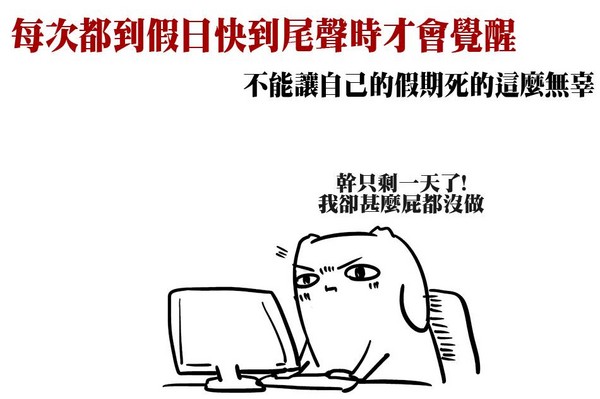 每次都到假日快到尾聲時才會覺醒
不能讓自己的假期死的這麼無辜
幹只剩一天了!
我卻甚麼屁都沒做